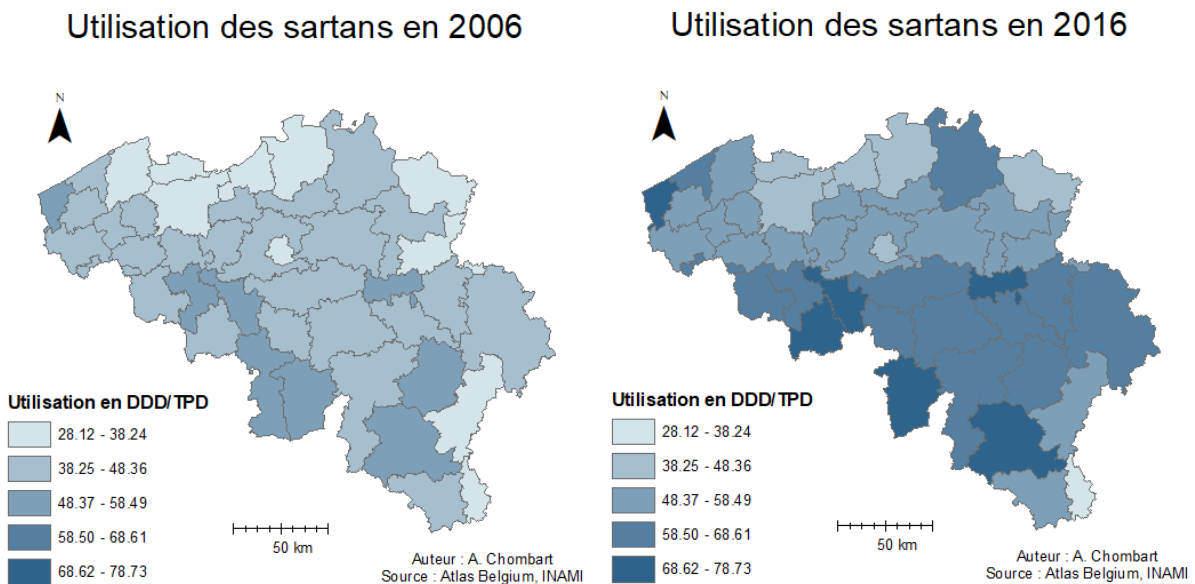 Utilisation des sartans en 2006
N
Utilisation en DDD/TPD
28.12 - 38.24
38.25 - 48.36
48.37 - 58.49
58.50 - 68.61
68.62 - 78.73
50 km
Auteur : A. Chombart
Source : Atlas Belgium, INAMI
Utilisation des sartans en 2016
N
Utilisation en DDD/TPD
28.12 - 38.24
38.25 - 48.36
48.37 - 58.49
58.50 - 68.61
68.62 - 78.73
50 km
Auteur : A. Chombart
Source : Atlas Belgium, INAMI